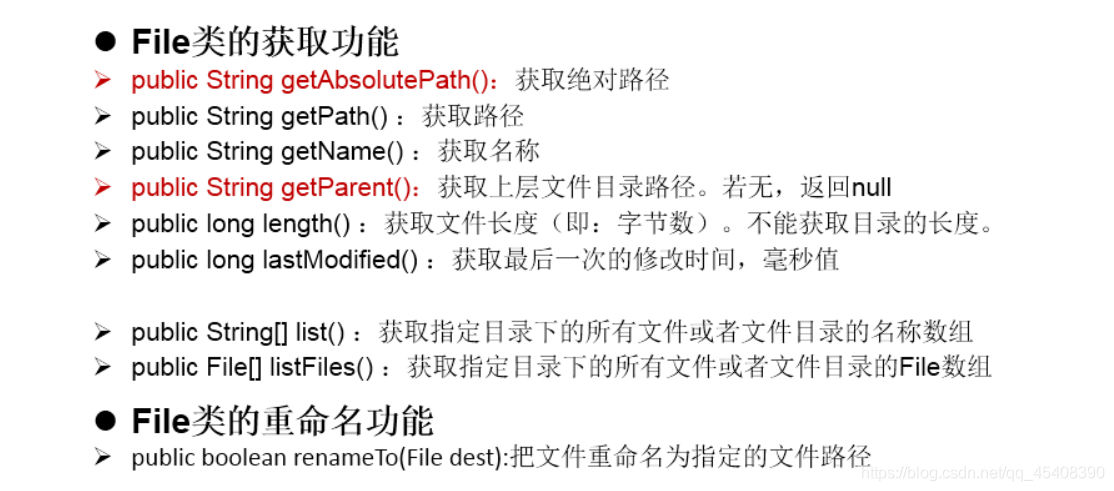 ● File类的获取功能
➢ public String getAbsolutePath()：获取绝对路径
➢ public String getPath() ：获取路径
➢ public String getName() ：获取名称
➢ public String getParent()：获取上层文件目录路径。若无，返回null
➢ public long length() ：获取文件长度（即：字节数）。不能获取目录的长度。
➢ public long lastModified() ：获取最后一次的修改时间，毫秒值
➢ public String[] list() ：获取指定目录下的所有文件或者文件目录的名称数组
➢ public File[] listFiles() ：获取指定目录下的所有文件或者文件目录的File数组
● File类的重命名功能
➢ public boolean renameTo(File dest):把文件重命名为指定的文件路径
https://blog.csdn.net/qq_45408390